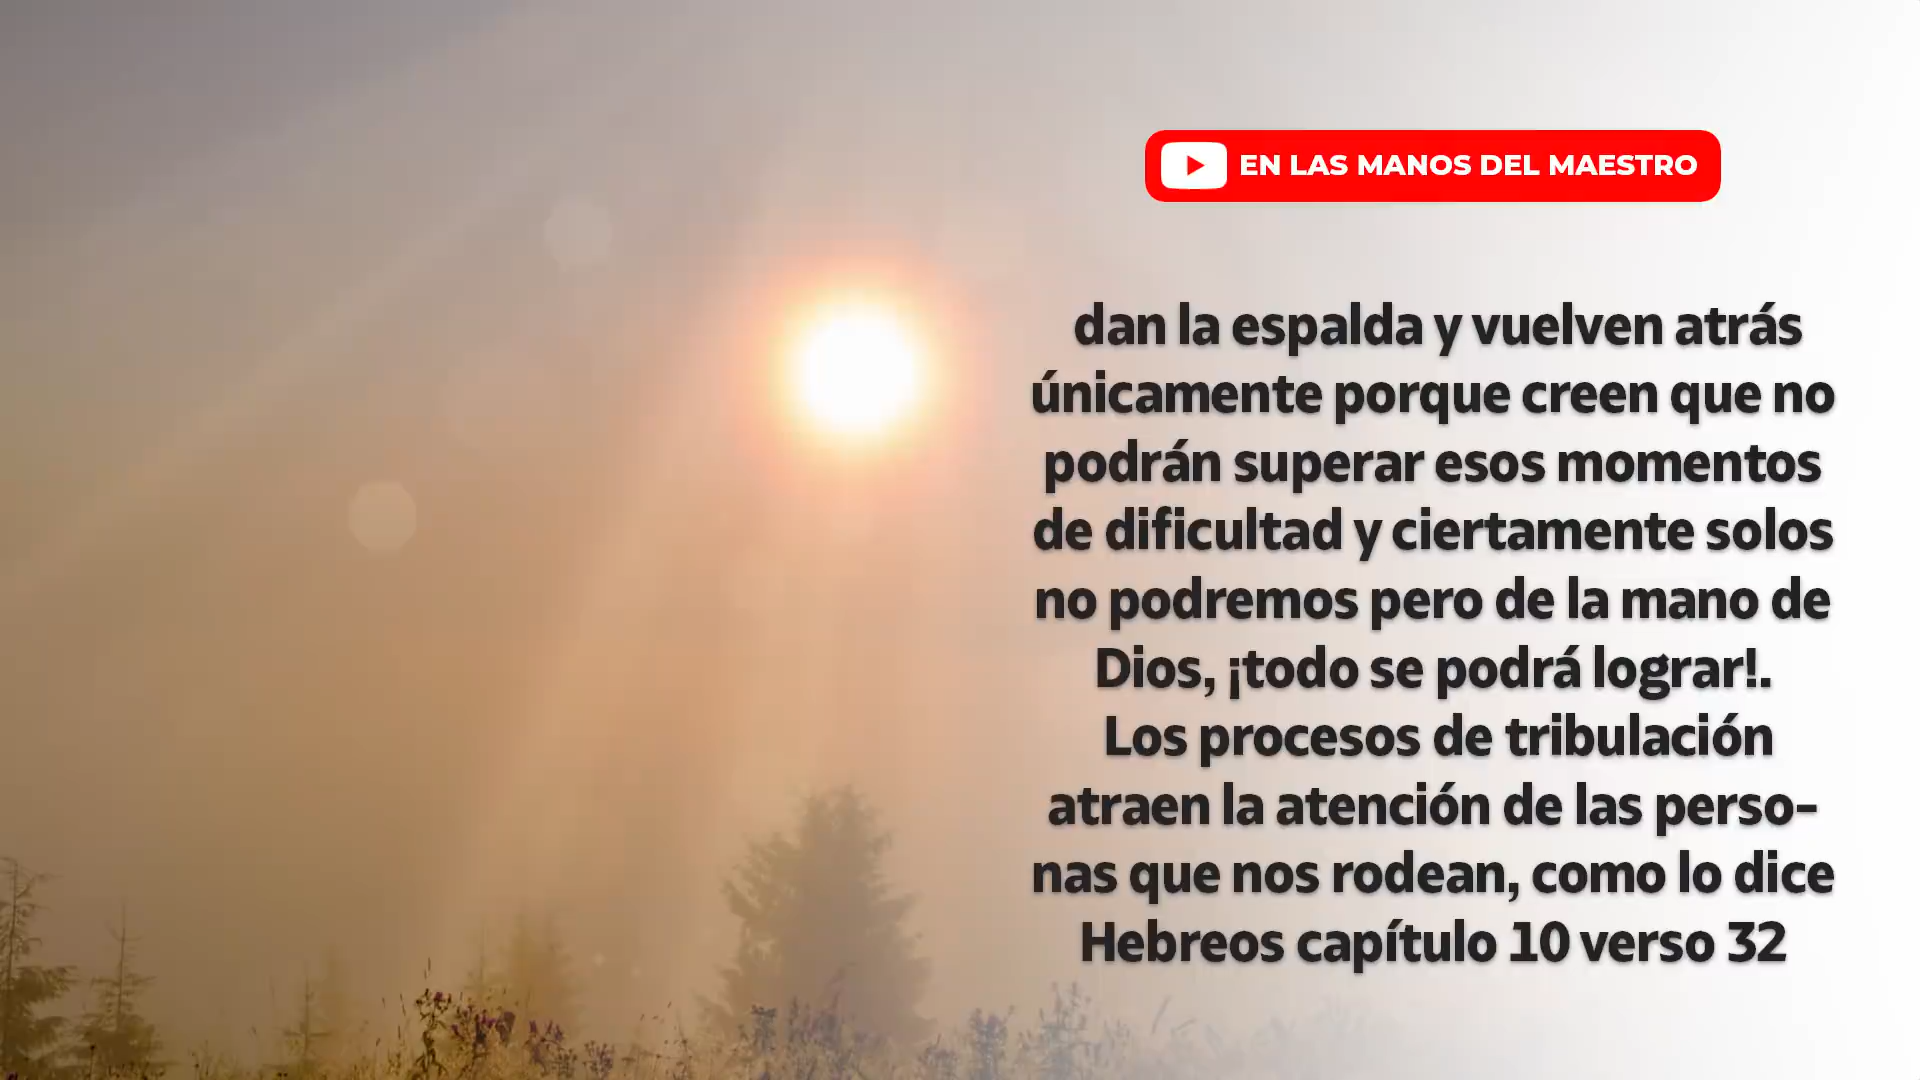 EN LAS MANOS DEL MAESTRO
dan la espalda y vuelven atrás
únicamente porque creen que no
podrán superar esos momentos
de dificultad y ciertamente solos
no podremos pero de la mano de
Dios, ¡todo se podrá lograr!.
Los procesos de tribulación
atraen la atención de las perso-
nas que nos rodean, como lo dice
Hebreos capítulo 10 verso 32